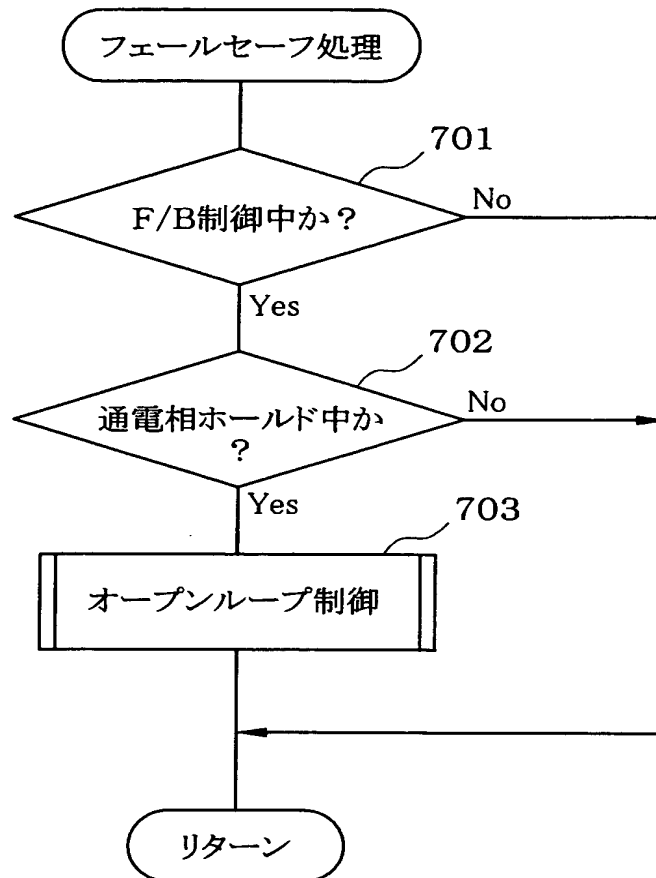 フェールセーフ処理
701
F/B制御中か?
No
Yes
702
通電相ホールド中か
?
No
Yes
703
オープンループ制御
リターン